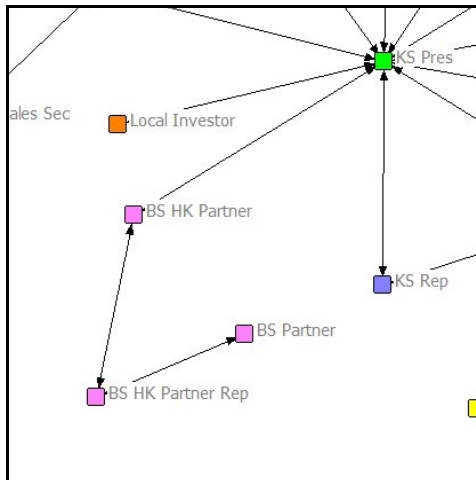 KS Pres
ales Sec
Local Investor
BS HK Partner
KS Rep
BS Partner
BS HK Partner Rep